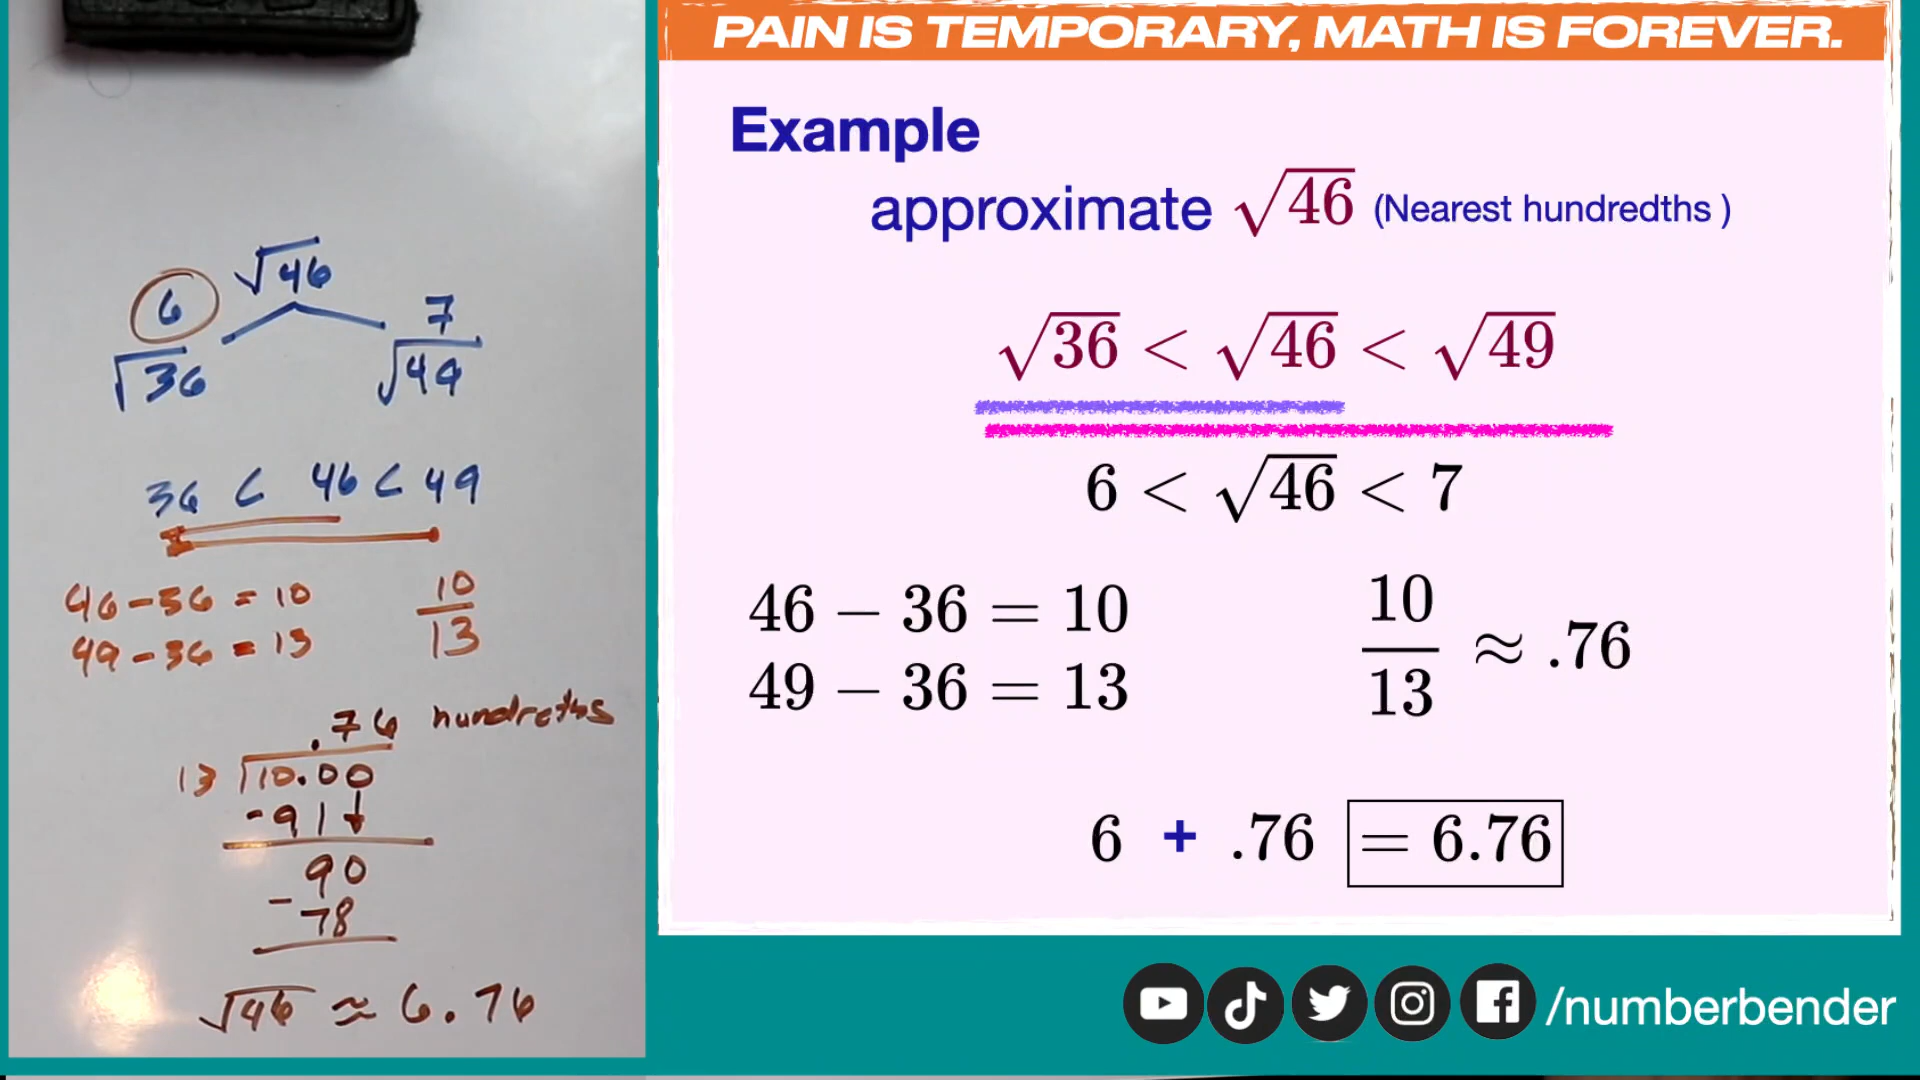 √46
6 7
√36 √49
36 < 46 < 49
46 - 36 = 10
49 - 36 = 13
10
13
.76 hundreths
13 10.00
- 91
90
- 78
√46 ≈ 6.76
PAIN IS TEMPORARY, MATH IS FOREVER.
Example
approximate √46 (Nearest hundredths )
√36 < √46 < √49
6 < √46 < 7
46 − 36 = 10
49 − 36 = 13
10
13
≈ .76
6 + .76 = 6.76
/numberbender